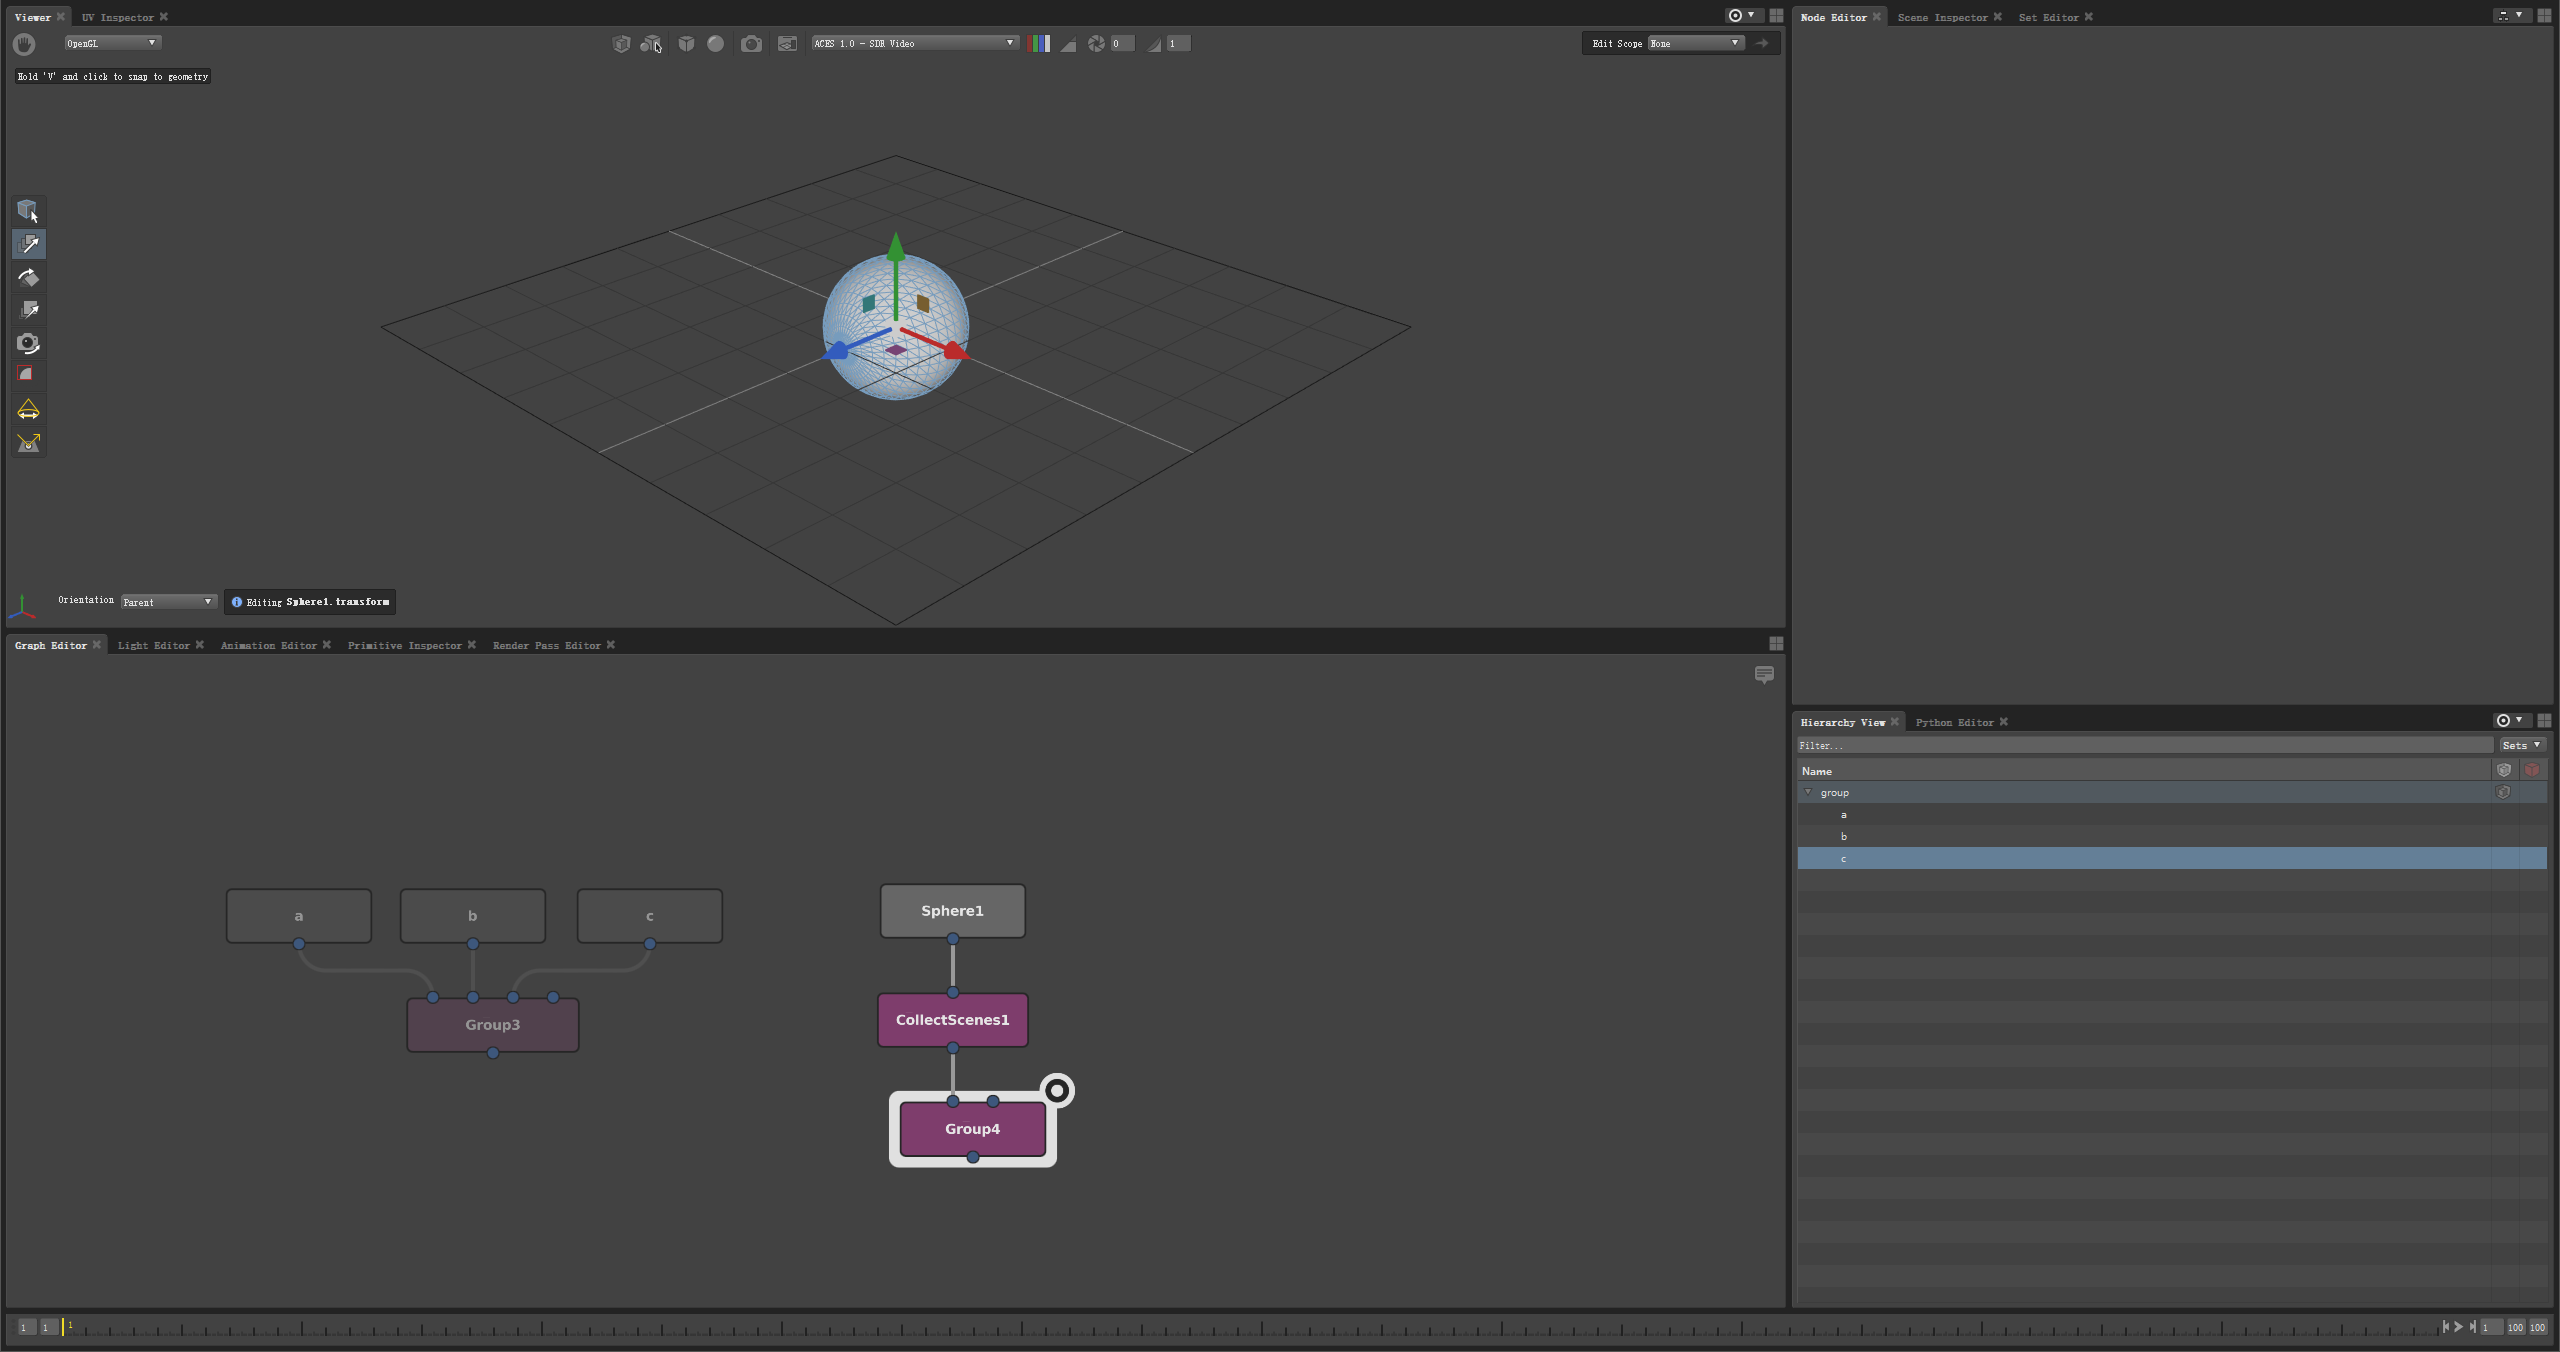 Viewer
UV Inspector
OpenGL
ACES 1.0 - SDR Video
0
1
Edit Scope
None
Hold 'V' and click to snap to geometry
Orientation
Parent
Editing Sphere1.transform
Node Editor
Scene Inspector
Set Editor
Graph Editor
Light Editor
Animation Editor
Primitive Inspector
Render Pass Editor
a
b
c
Group3
Sphere1
CollectScenes1
Group4
Hierarchy View
Python Editor
Filter...
Sets
Name
group
a
b
c
1
1
1
1
100
100